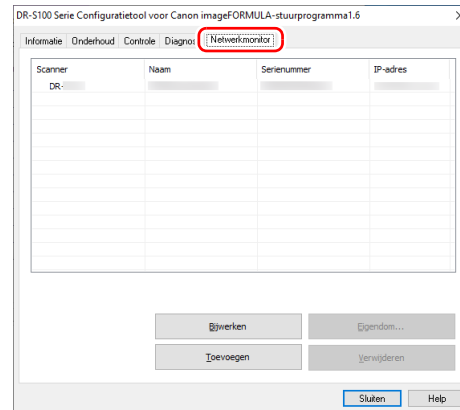 DR-S100 Serie Configuratietool voor Canon imageFORMULA-stuurprogramma1.6
Informatie Onderhoud Controle Diagnos Netwerkmonitor
Scanner Naam Serienummer IP-adres
DR-
Bijwerken Eigendom...
Toevoegen Verwijderen
Sluiten Help